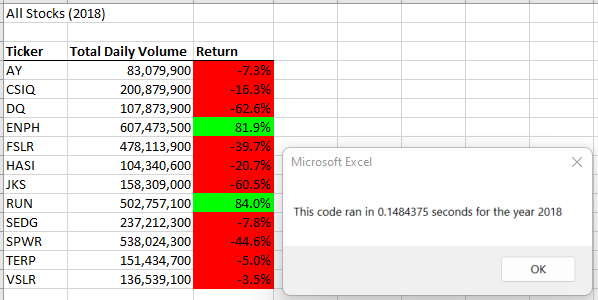 All Stocks (2018)
Ticker Total Daily Volume Return
AY 83,079,900 -7.3%
CSIQ 200,879,900 -16.3%
DQ 107,873,900 -62.6%
ENPH 607,473,500 81.9%
FSLR 478,113,900 -39.7%
HASI 104,340,600 -20.7%
JKS 158,309,000 -60.5%
RUN 502,757,100 84.0%
SEDG 237,212,300 -7.8%
SPWR 538,024,300 -44.6%
TERP 151,434,700 -5.0%
VSLR 136,539,100 -3.5%
Microsoft Excel
This code ran in 0.1484375 seconds for the year 2018
OK